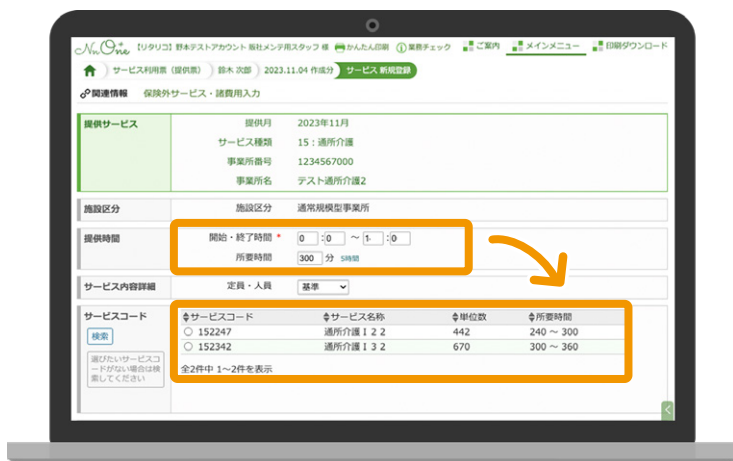 NnOne 【リタリコ】野本テストアカウント 販社メンテ用スタッフ 様 かんたん印刷 業務チェック ご案内 メインメニュー 印刷ダウンロード
サービス利用票（提供票） 鈴木 次郎 2023.11.04 作成分 サービス 新規登録
関連情報 保険外サービス・諸費用入力
提供サービス 提供月 2023年11月
サービス種類 15：通所介護
事業所番号 1234567000
事業所名 テスト通所介護2
施設区分 施設区分 通常規模型事業所
提供時間 開始・終了時間 * 0 : 0 ～ 1 : 0
所要時間 300 分 5時間
サービス内容詳細 定員・人員 基準
サービスコード サービスコード サービス名称 単位数 所要時間
検索 152247 通所介護Ⅰ２２ 442 240 ～ 300
152342 通所介護Ⅰ３２ 670 300 ～ 360
選びたいサービスコ
ードがない場合は検
索してください
全2件中 1～2件を表示